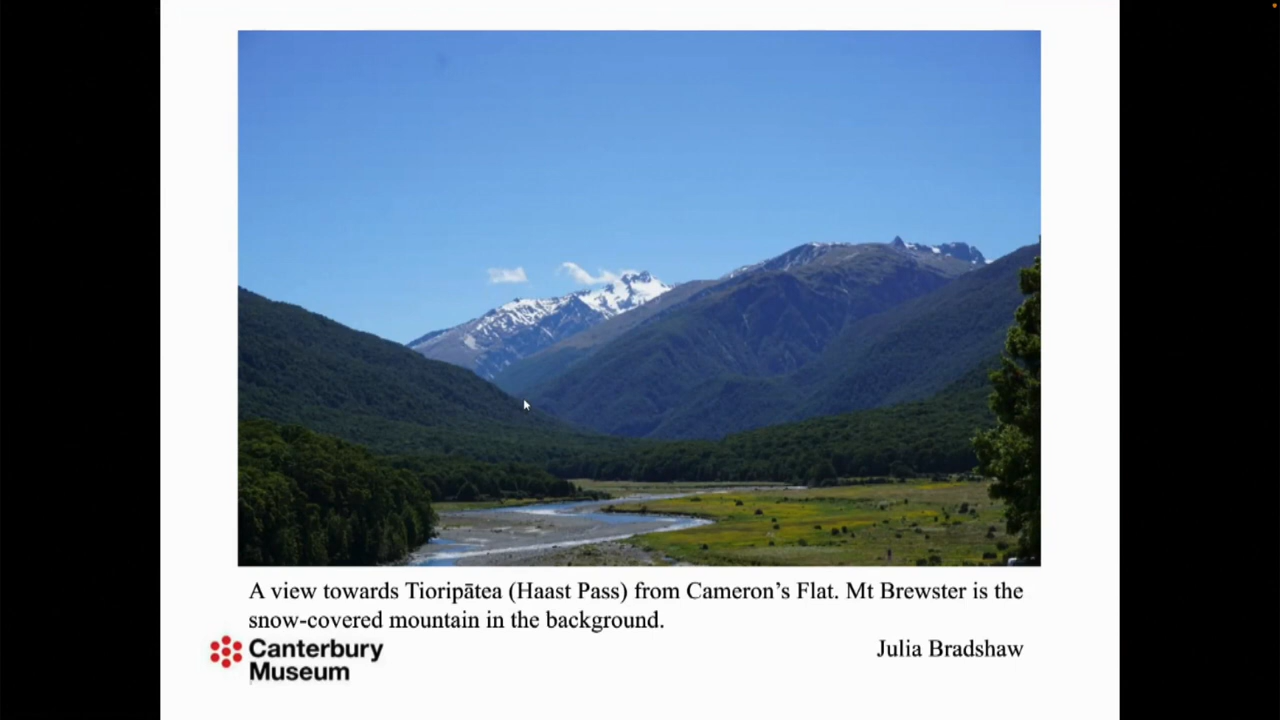 A view towards Tioripātea (Haast Pass) from Cameron’s Flat. Mt Brewster is the
snow-covered mountain in the background.
Canterbury
Museum
Julia Bradshaw